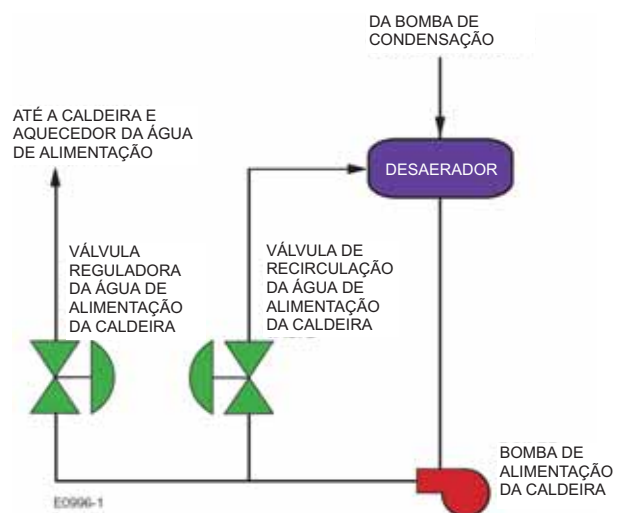 DA BOMBA DE
CONDENSAÇÃO
ATÉ A CALDEIRA E
AQUECEDOR DA ÁGUA
DE ALIMENTAÇÃO
DESAERADOR
VÁLVULA
REGULADORA
DA ÁGUA DE
ALIMENTAÇÃO
DA CALDEIRA
VÁLVULA DE
RECIRCULAÇÃO
DA ÁGUA DE
ALIMENTAÇÃO
DA CALDEIRA
BOMBA DE
ALIMENTAÇÃO
DA CALDEIRA
E0996-1